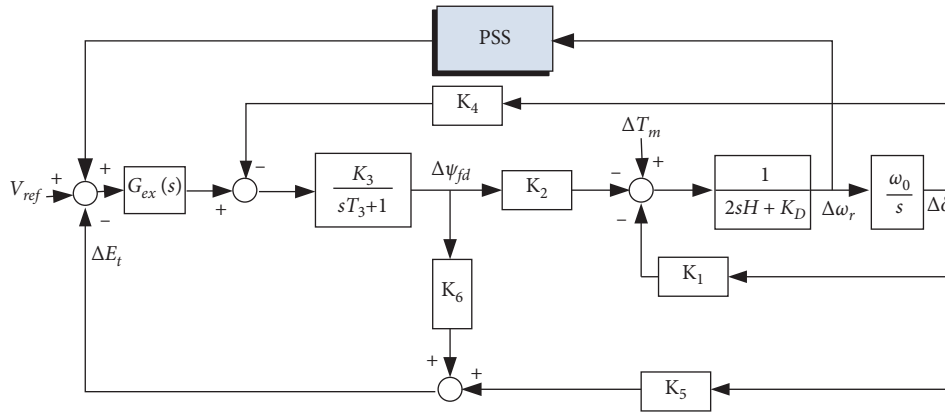 PSS
K4
ΔTm
+
−
+
Vref
+
−
Gex(s)
+
K3
sT3+1
Δψfd
K2
−
−
1
2sH + KD
Δωr
ω0
s
ΔEt
K6
K1
+
+
K5